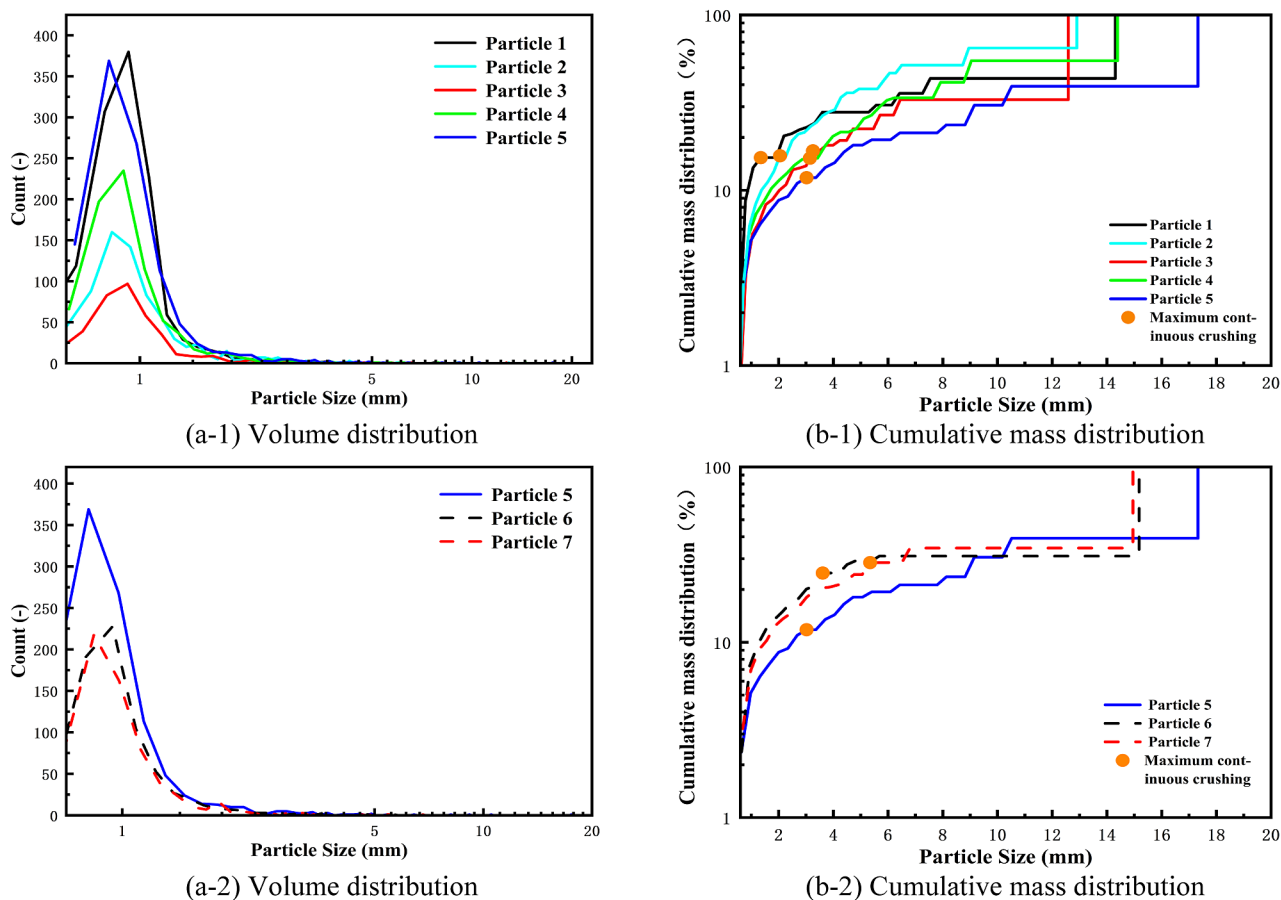 400
350
300
250
200
150
100
50
0
Count (-)
Particle 1
Particle 2
Particle 3
Particle 4
Particle 5
1
5
10
20
Particle Size (mm)
(a-1) Volume distribution
100
10
1
Cumulative mass distribution (%)
Particle 1
Particle 2
Particle 3
Particle 4
Particle 5
Maximum cont-
inuous crushing
2
4
6
8
10
12
14
16
18
20
Particle Size (mm)
(b-1) Cumulative mass distribution
400
350
300
250
200
150
100
50
0
Count (-)
Particle 5
Particle 6
Particle 7
1
5
10
20
Particle Size (mm)
(a-2) Volume distribution
100
10
1
Cumulative mass distribution (%)
Particle 5
Particle 6
Particle 7
Maximum cont-
inuous crushing
2
4
6
8
10
12
14
16
18
20
Particle Size (mm)
(b-2) Cumulative mass distribution